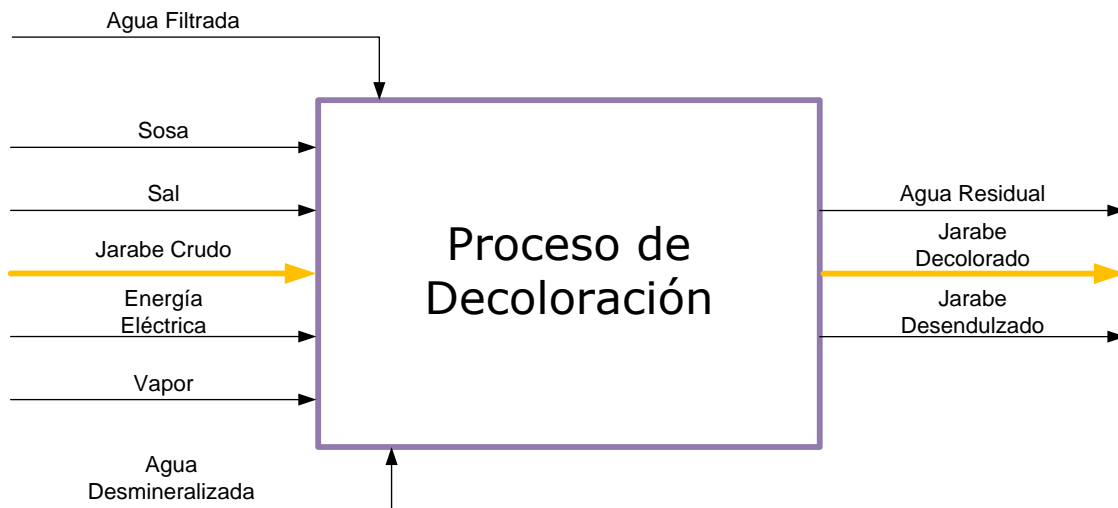 Agua Filtrada
Sosa
Sal
Jarabe Crudo
Energía
Eléctrica
Vapor
Agua
Desmineralizada
Proceso de
Decoloración
Agua Residual
Jarabe
Decolorado
Jarabe
Desendulzado